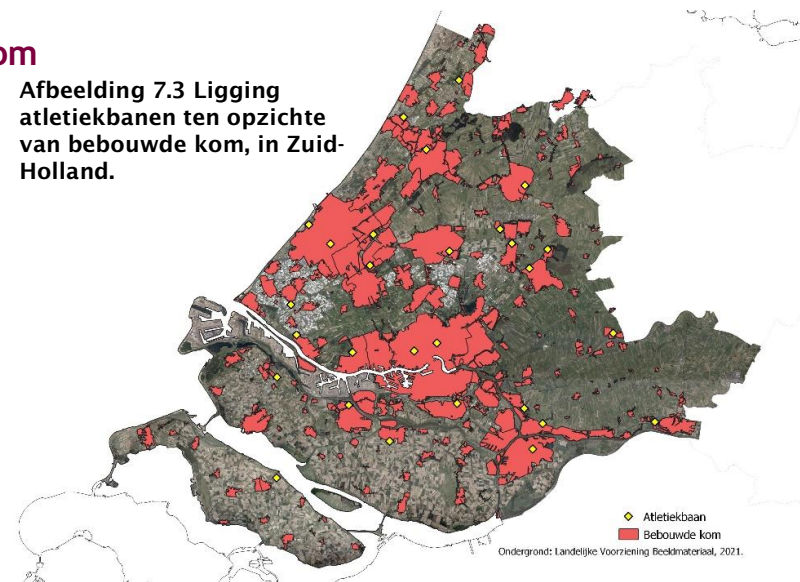 om
Afbeelding 7.3 Ligging
atletiekbanen ten opzichte
van bebouwde kom, in Zuid-
Holland.
Atletiekbaan
Bebouwde kom
Ondergrond: Landelijke Voorziening Beeldmateriaal, 2021.